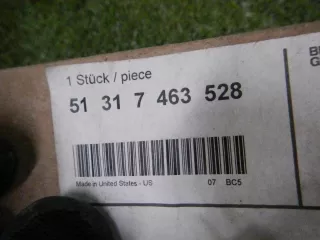 1 Stück / piece
51 31 7 463 528
Made in United States - US 07 BC5